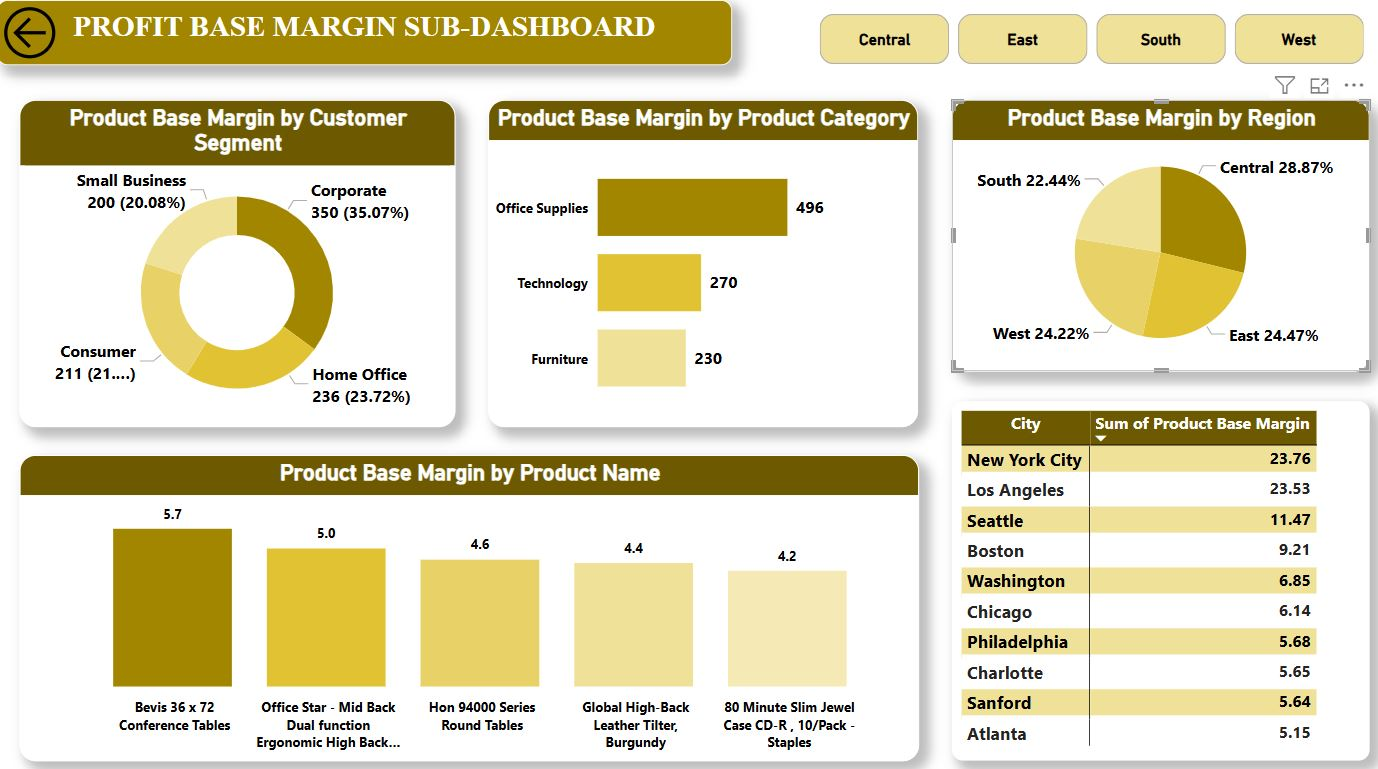 PROFIT BASE MARGIN SUB-DASHBOARD
Central
East
South
West
Product Base Margin by Customer
Segment
Small Business
200 (20.08%)
Corporate
350 (35.07%)
Consumer
211 (21....)
Home Office
236 (23.72%)
Product Base Margin by Product Category
Office Supplies
496
Technology
270
Furniture
230
Product Base Margin by Region
Central 28.87%
South 22.44%
West 24.22%
East 24.47%
Product Base Margin by Product Name
5.7
5.0
4.6
4.4
4.2
Bevis 36 x 72
Conference Tables
Office Star - Mid Back
Dual function
Ergonomic High Back...
Hon 94000 Series
Round Tables
Global High-Back
Leather Tilter,
Burgundy
80 Minute Slim Jewel
Case CD-R , 10/Pack -
Staples
City Sum of Product Base Margin
New York City 23.76
Los Angeles 23.53
Seattle 11.47
Boston 9.21
Washington 6.85
Chicago 6.14
Philadelphia 5.68
Charlotte 5.65
Sanford 5.64
Atlanta 5.15